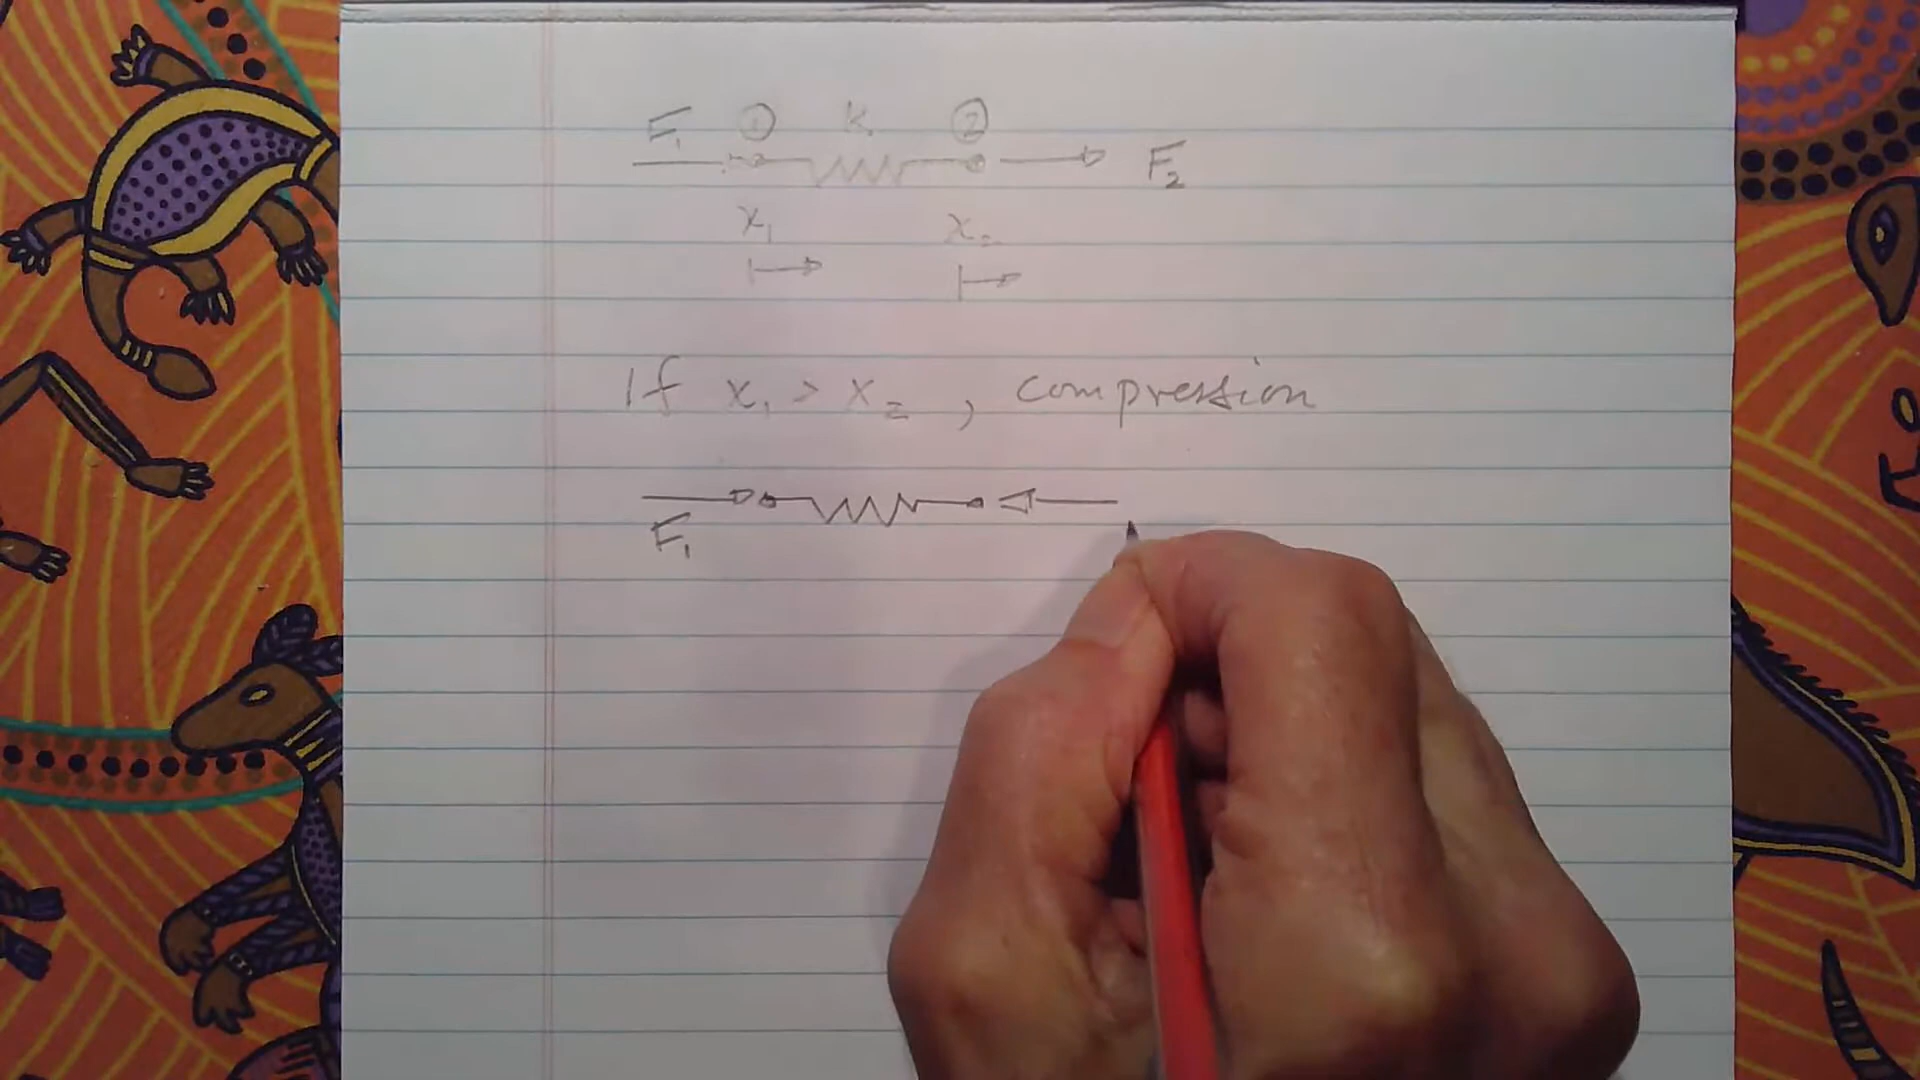 F₁ ① k ② F₂
x₁ x₂
If x₁ > x₂ , compression
F₁